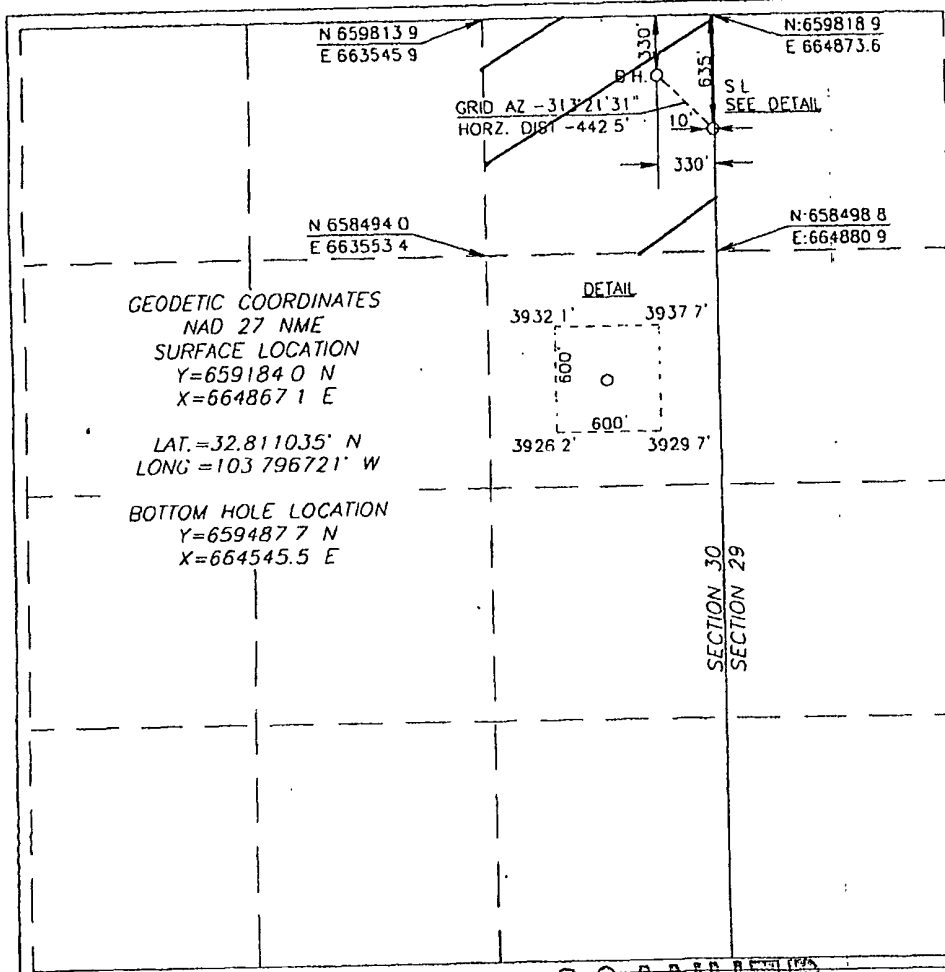 N 659813 9
E 663545 9
N:659818 9
E 664873.6
330'
635'
B H.
S L
SEE DETAIL
GRID AZ -313°21'31"
HORZ. DIST -442 5'
10'
330'
N 658494 0
E 663553 4
N:658498 8
E:664880 9
DETAIL
3932 1'
3937 7'
600'
600'
3926 2'
3929 7'
GEODETIC COORDINATES
NAD 27 NME
SURFACE LOCATION
Y=659184 0 N
X=664867 1 E
LAT.=32.811035° N
LONG =103 796721° W
BOTTOM HOLE LOCATION
Y=659487 7 N
X=664545.5 E
SECTION 30
SECTION 29